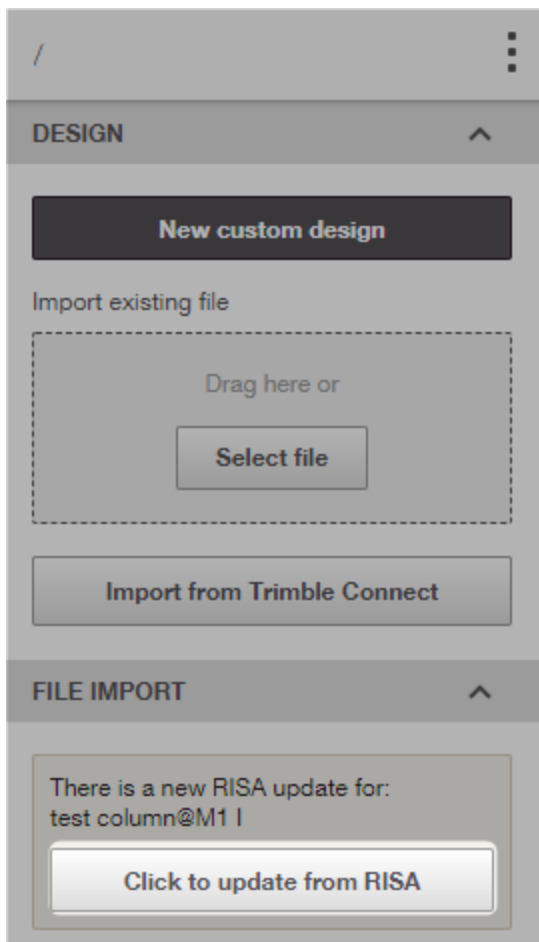 /
DESIGN
New custom design
Import existing file
Drag here or
Select file
Import from Trimble Connect
FILE IMPORT
There is a new RISA update for:
test column@M1 I
Click to update from RISA